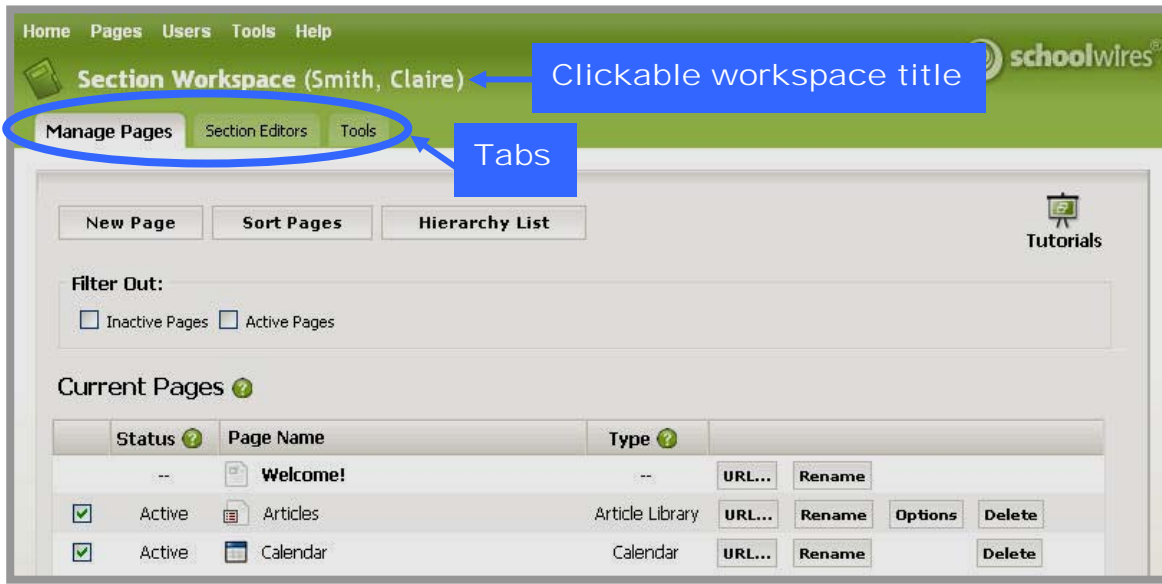 Home Pages Users Tools Help
schoolwires®
Section Workspace (Smith, Claire)
Clickable workspace title
Manage Pages Section Editors Tools
Tabs
New Page Sort Pages Hierarchy List
Tutorials
Filter Out:
Inactive Pages Active Pages
Current Pages ?
Status ? Page Name Type ?
-- Welcome! -- URL... Rename
Active Articles Article Library URL... Rename Options Delete
Active Calendar Calendar URL... Rename Delete